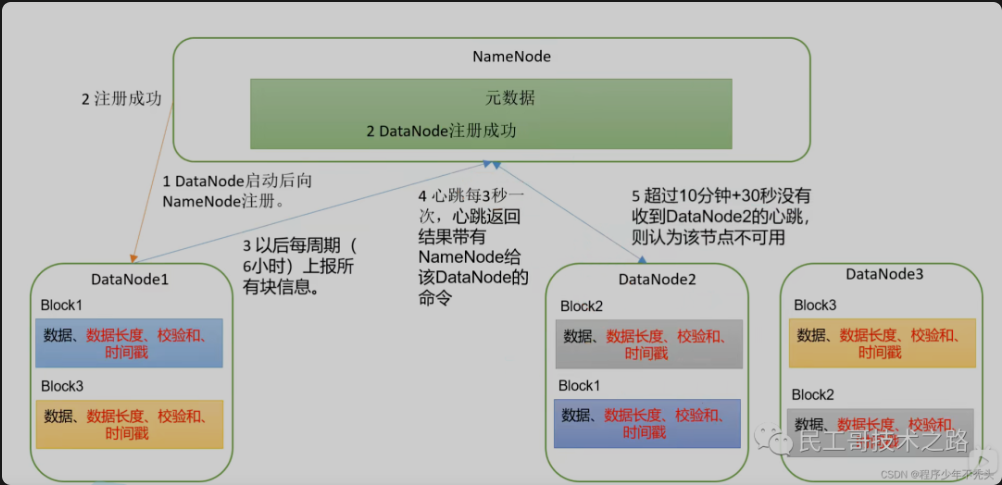 NameNode
元数据
2 DataNode注册成功
2 注册成功
1 DataNode启动后向
NameNode注册。
3 以后每周期（
6小时）上报所
有块信息。
4 心跳每3秒一
次，心跳返回
结果带有
NameNode给
该DataNode的
命令
5 超过10分钟+30秒没有
收到DataNode2的心跳，
则认为该节点不可用
DataNode1
Block1
数据、数据长度、校验和、
时间戳
Block3
数据、数据长度、校验和、
时间戳
DataNode2
Block2
数据、数据长度、校验和、
时间戳
Block1
数据、数据长度、校验和、
时间戳
DataNode3
Block3
数据、数据长度、校验和、
时间戳
Block2
数据、数据长度、校验和、
民工哥技术之路
CSDN @程序少年不秃头